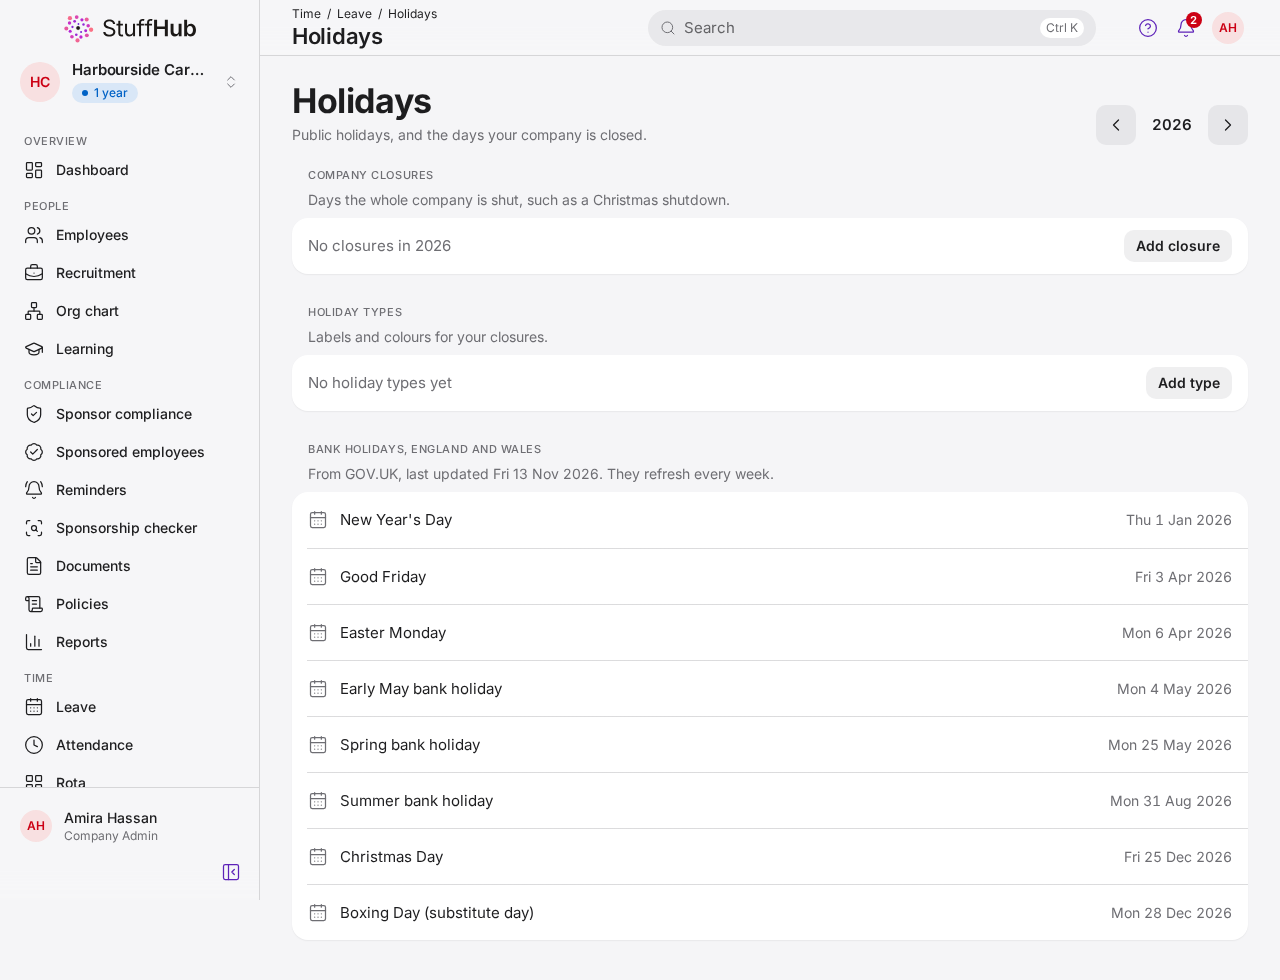 StuffHub
HC
Harbourside Car...
1 year
OVERVIEW
Dashboard
PEOPLE
Employees
Recruitment
Org chart
Learning
COMPLIANCE
Sponsor compliance
Sponsored employees
Reminders
Sponsorship checker
Documents
Policies
Reports
TIME
Leave
Attendance
Rota
AH
Amira Hassan
Company Admin
Time / Leave / Holidays
Holidays
Search
Ctrl K
2
AH
Holidays
Public holidays, and the days your company is closed.
2026
COMPANY CLOSURES
Days the whole company is shut, such as a Christmas shutdown.
No closures in 2026
Add closure
HOLIDAY TYPES
Labels and colours for your closures.
No holiday types yet
Add type
BANK HOLIDAYS, ENGLAND AND WALES
From GOV.UK, last updated Fri 13 Nov 2026. They refresh every week.
New Year's Day Thu 1 Jan 2026
Good Friday Fri 3 Apr 2026
Easter Monday Mon 6 Apr 2026
Early May bank holiday Mon 4 May 2026
Spring bank holiday Mon 25 May 2026
Summer bank holiday Mon 31 Aug 2026
Christmas Day Fri 25 Dec 2026
Boxing Day (substitute day) Mon 28 Dec 2026